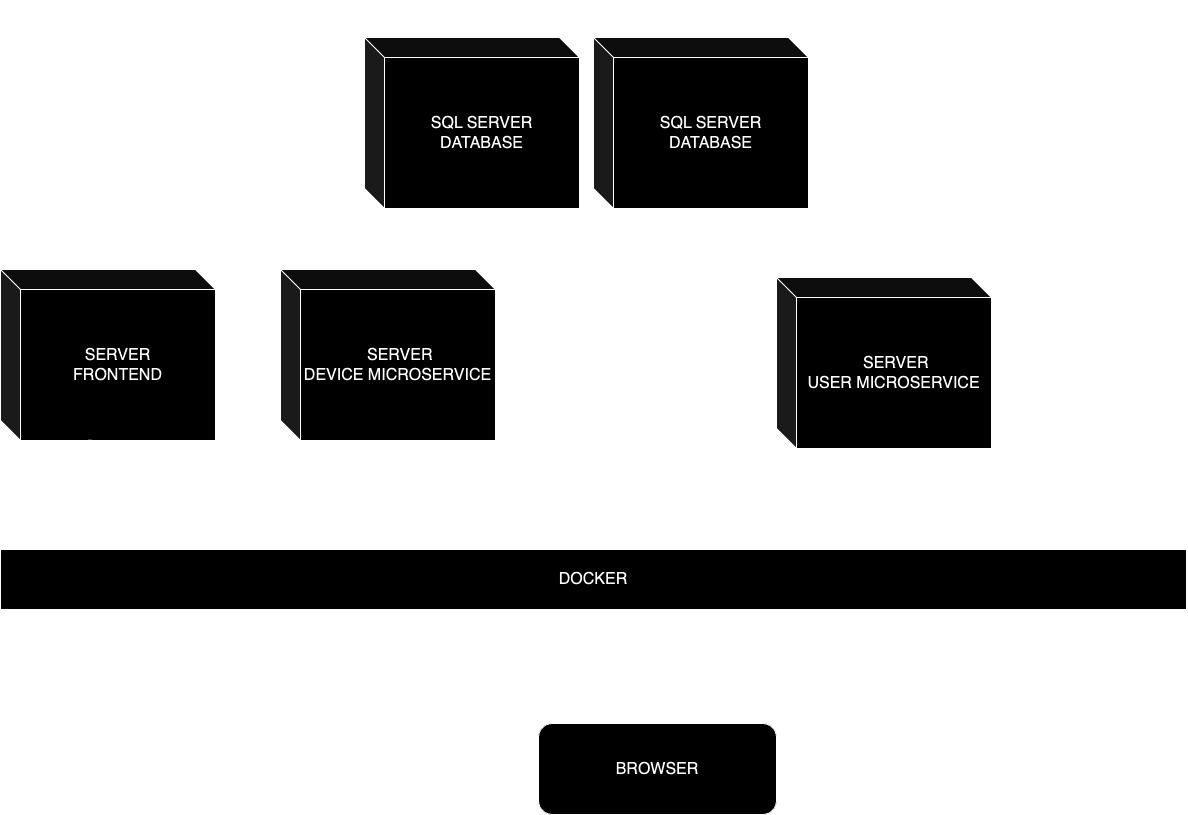 SQL SERVER
DATABASE
SQL SERVER
DATABASE
SERVER
FRONTEND
SERVER
DEVICE MICROSERVICE
SERVER
USER MICROSERVICE
DOCKER
BROWSER